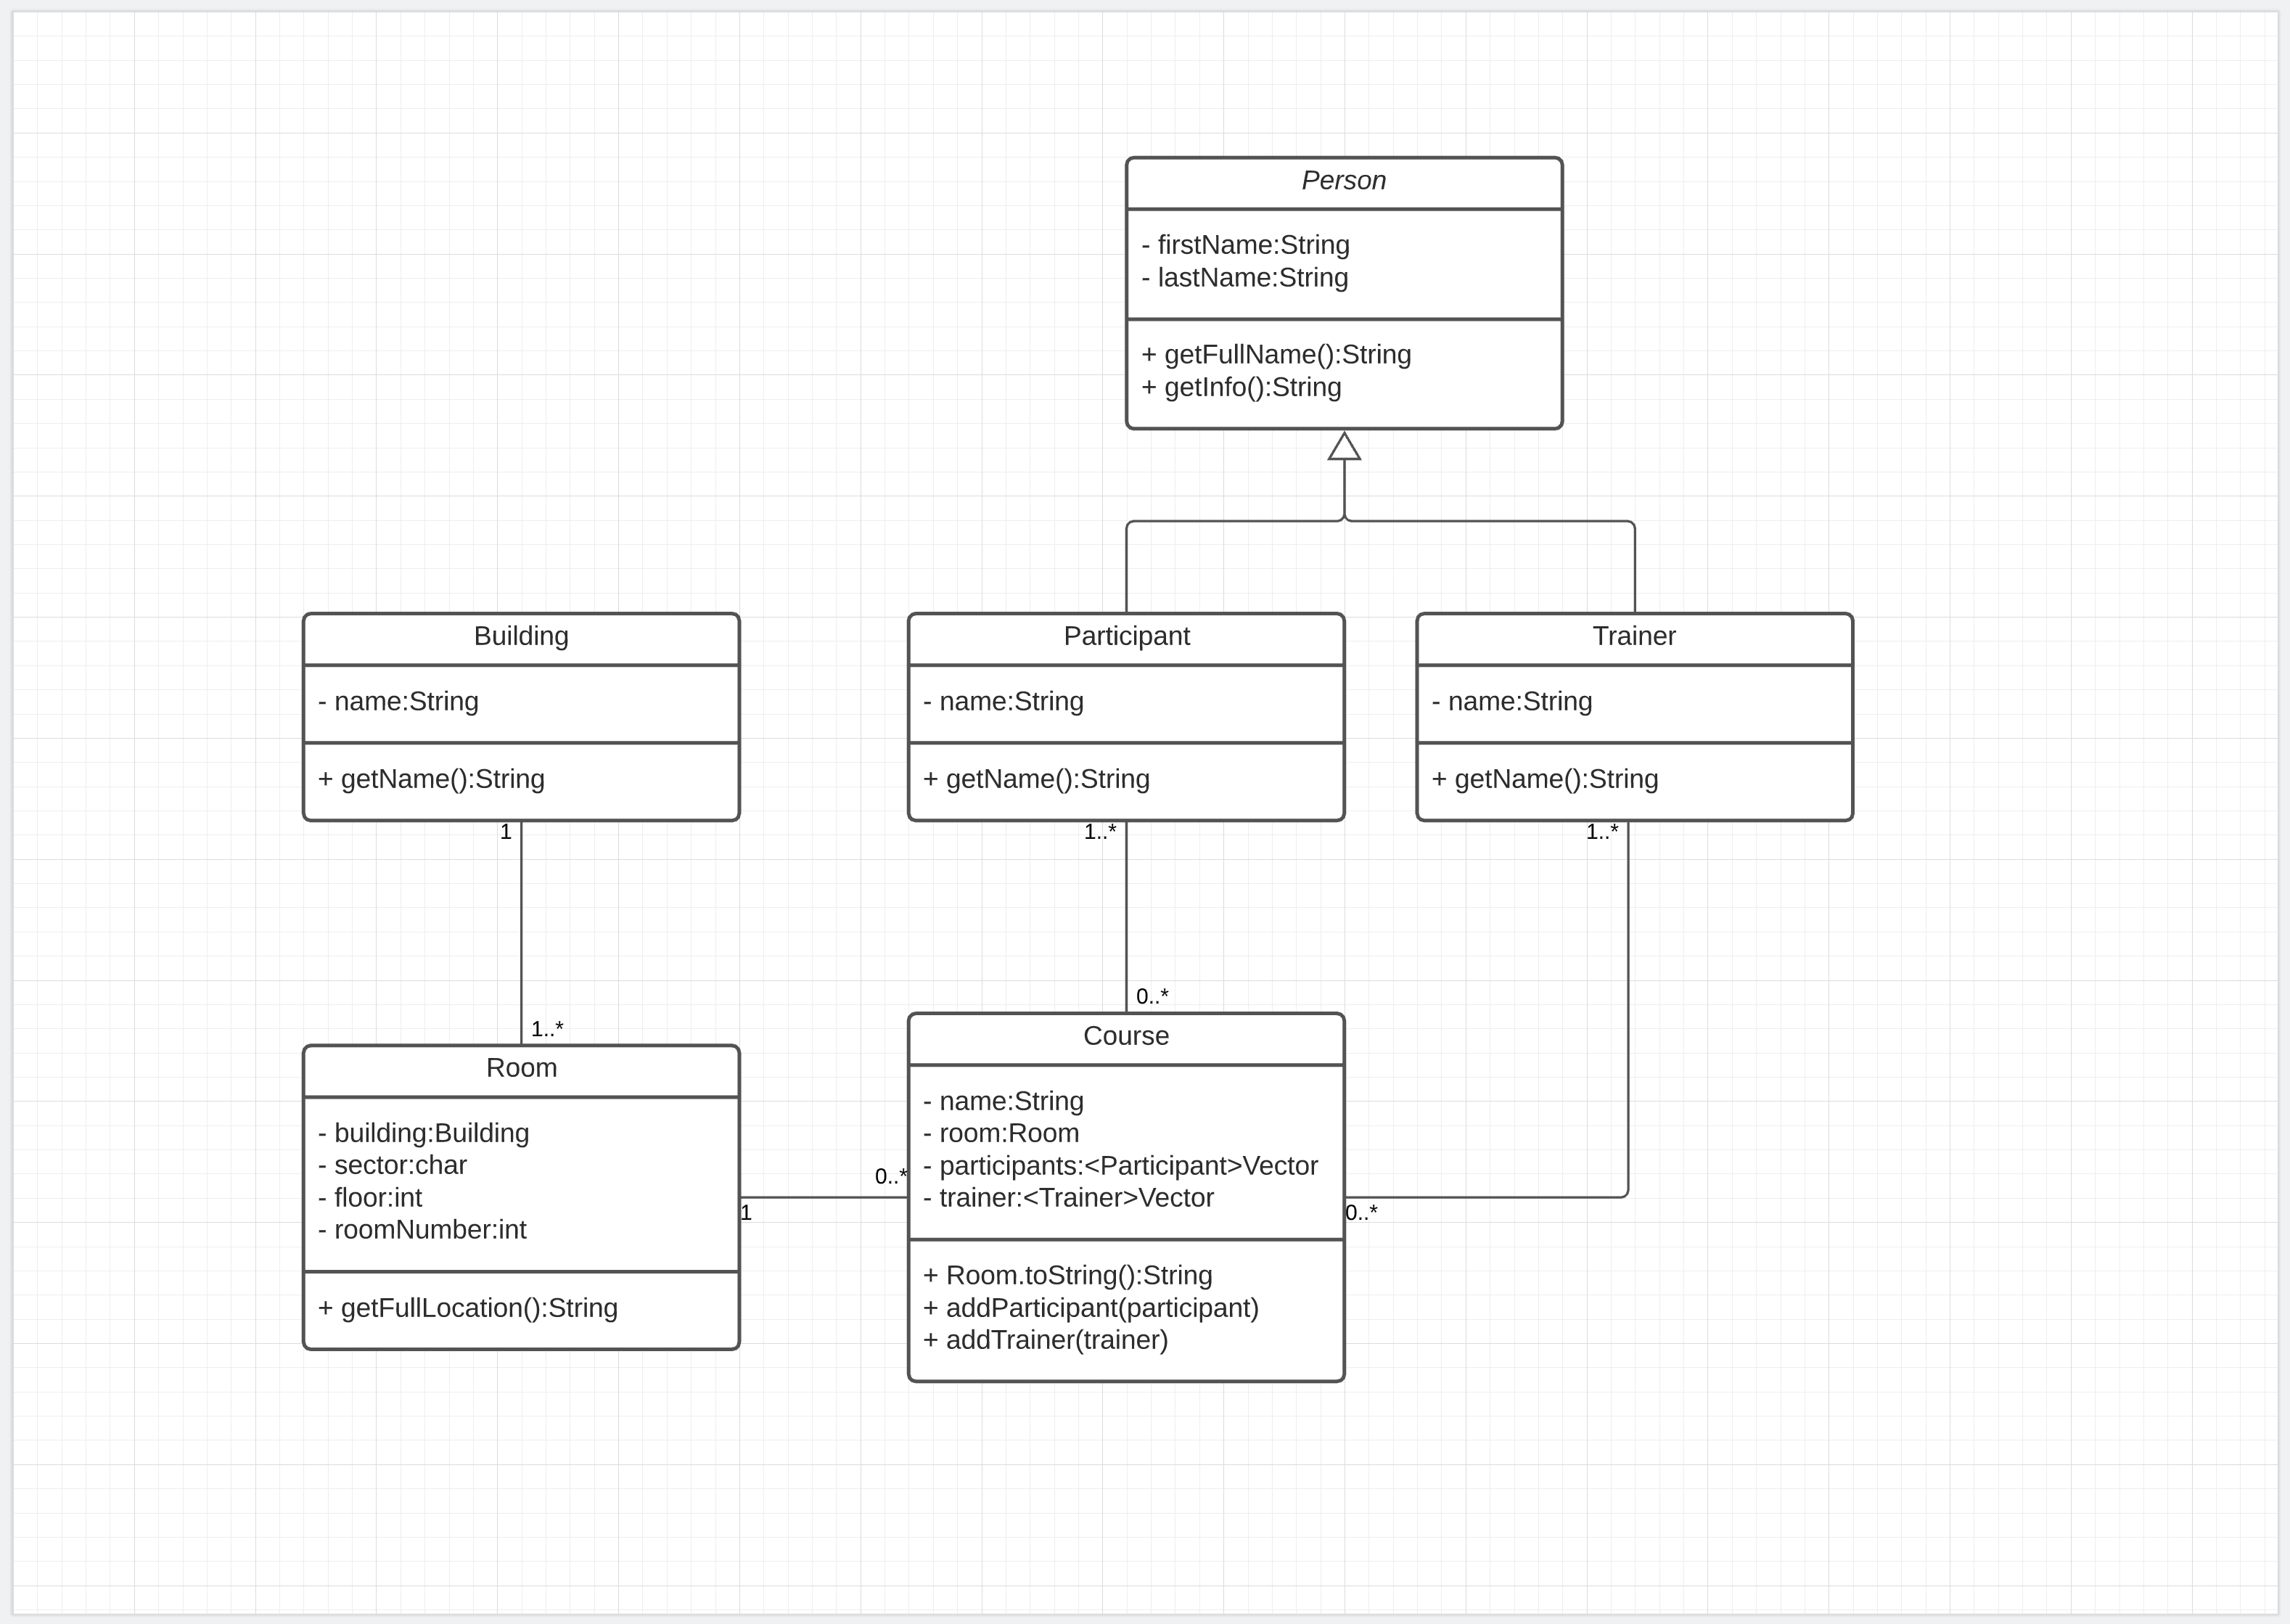 Person
- firstName:String
- lastName:String
+ getFullName():String
+ getInfo():String
Building
- name:String
+ getName():String
1
Participant
- name:String
+ getName():String
1..*
Trainer
- name:String
+ getName():String
1..*
1..*
Room
- building:Building
- sector:char
- floor:int
- roomNumber:int
+ getFullLocation():String
1
0..*
0..*
Course
- name:String
- room:Room
- participants:<Participant>Vector
- trainer:<Trainer>Vector
+ Room.toString():String
+ addParticipant(participant)
+ addTrainer(trainer)
0..*